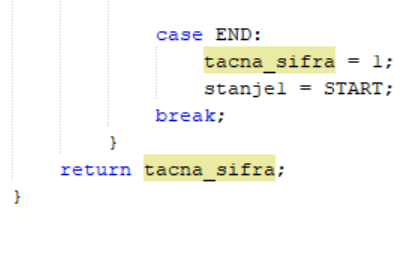 case END:
tacna_sifra = 1;
stanje1 = START;
break;
}
return tacna_sifra;
}